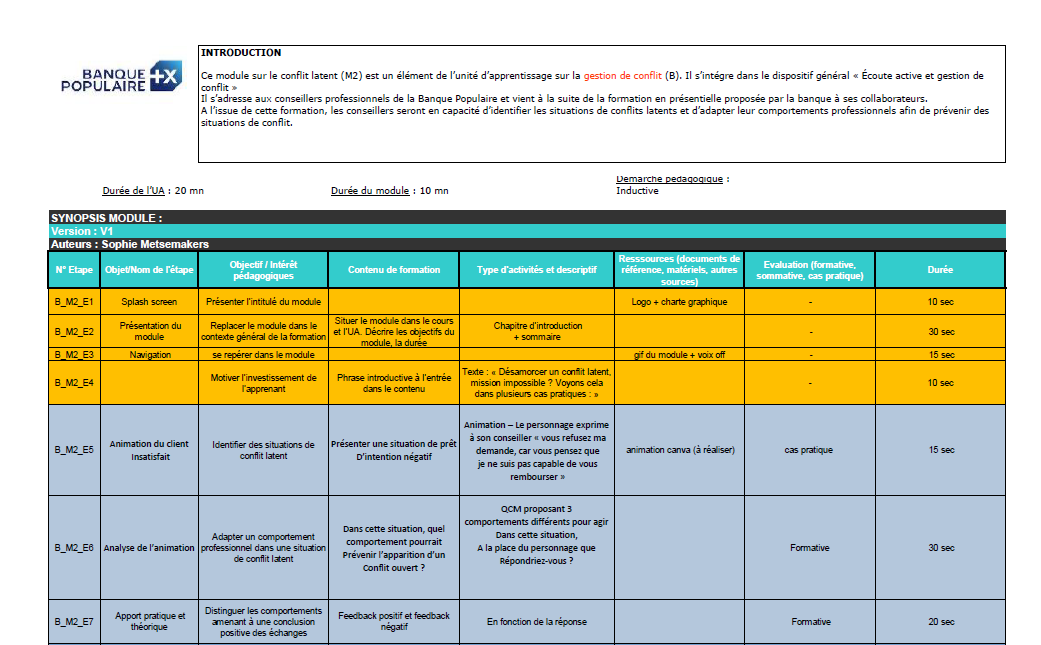 BANQUE
POPULAIRE
INTRODUCTION
Ce module sur le conflit latent (M2) est un élément de l'unité d'apprentissage sur la gestion de conflit (B). Il s'intégre dans le dispositif général « Écoute active et gestion de
conflit »
Il s'adresse aux conseillers professionnels de la Banque Populaire et vient à la suite de la formation en présentielle proposée par la banque à ses collaborateurs.
A l'issue de cette formation, les conseillers seront en capacité d'identifier les situations de conflits latents et d'adapter leur comportements professionnels afin de prévenir des
situations de conflit.
Durée de l'UA : 20 mn
Durée du module : 10 mn
Démarche pédagogique :
Inductive
SYNOPSIS MODULE :
Version : V1
Auteurs : Sophie Metsemakers
N° Etape
Objet/Nom de l'étape
Objectif / Intérêt
pédagogiques
Contenu de formation
Type d'activités et descriptif
Resssources (documents de
référence, matériels, autres
sources)
Evaluation (formative,
sommative, cas pratique)
Durée
B_M2_E1
Splash screen
Présenter l'intitulé du module
Logo + charte graphique
-
10 sec
B_M2_E2
Présentation du
module
Replacer le module dans le
contexte général de la formation
Situer le module dans le cours
et l'UA. Décrire les objectifs du
module, la durée
Chapitre d'introduction
+ sommaire
-
30 sec
B_M2_E3
Navigation
se repérer dans le module
gif du module + voix off
-
15 sec
B_M2_E4
Motiver l'investissement de
l'apprenant
Phrase introductive à l'entrée
dans le contenu
Texte : « Désamorcer un conflit latent,
mission impossible ? Voyons cela
dans plusieurs cas pratiques : »
-
10 sec
B_M2_E5
Animation du client
Insatisfait
Identifier des situations de
conflit latent
Présenter une situation de prêt
D'intention négatif
Animation – Le personnage exprime
à son conseiller « vous refusez ma
demande, car vous pensez que
je ne suis pas capable de vous
rembourser »
animation canva (à réaliser)
cas pratique
15 sec
B_M2_E6
Analyse de l'animation
Adapter un comportement
professionnel dans une situation
de conflit latent
Dans cette situation, quel
comportement pourrait
Prévenir l'apparition d'un
Conflit ouvert ?
QCM proposant 3
comportements différents pour agir
Dans cette situation,
A la place du personnage que
Répondriez-vous ?
Formative
30 sec
B_M2_E7
Apport pratique et
théorique
Distinguer les comportements
amenant à une conclusion
positive des échanges
Feedback positif et feedback
négatif
En fonction de la réponse
Formative
20 sec